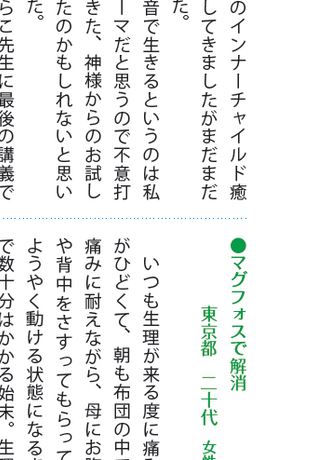 のインナーチャイルド癒
してきましたがまだまだ
た。
音で生きるというのは私
ーマだと思うので不意打
きた、神様からのお試し
たのかもしれないと思い
た。
らこ先生に最後の講義で
●マグフォスで解消
東京都　二十代　女性
いつも生理が来る度に痛み
がひどくて、朝も布団の中で
痛みに耐えながら、母にお腹
や背中をさすってもらって
ようやく動ける状態になるま
で数十分はかかる始末。生理